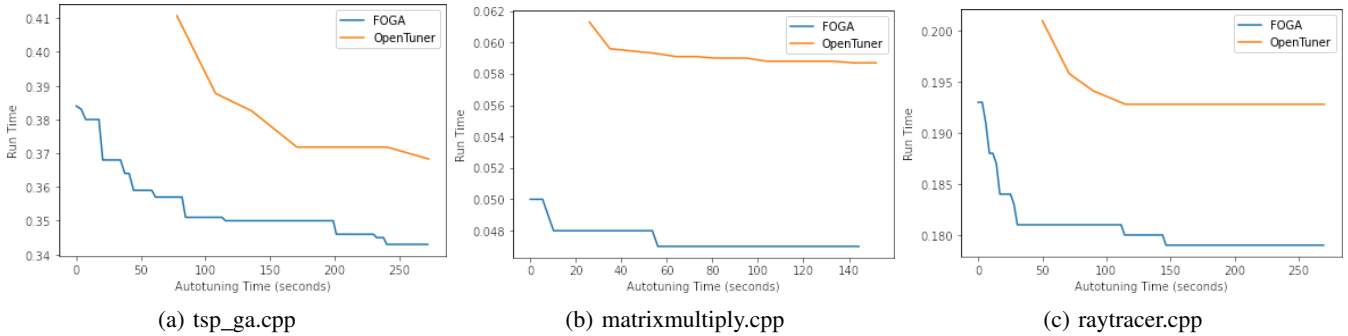 0.41
0.40
0.39
0.38
0.37
0.36
0.35
0.34
Run Time
FOGA
OpenTuner
0 50 100 150 200 250
Autotuning Time (seconds)
(a) tsp_ga.cpp
0.062
0.060
0.058
0.056
0.054
0.052
0.050
0.048
Run Time
FOGA
OpenTuner
0 20 40 60 80 100 120 140
Autotuning Time (seconds)
(b) matrixmultiply.cpp
0.200
0.195
0.190
0.185
0.180
Run Time
FOGA
OpenTuner
0 50 100 150 200 250
Autotuning Time (seconds)
(c) raytracer.cpp